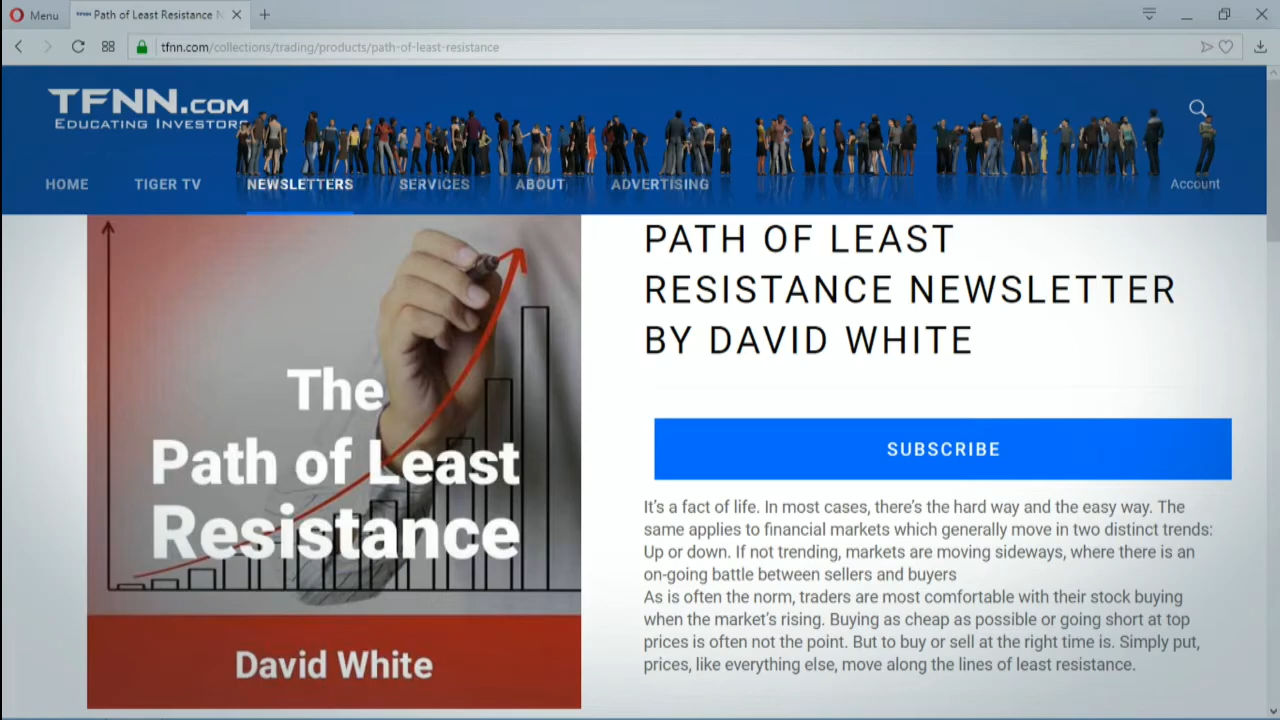 Menu
Path of Least Resistance N
tfnn.com/collections/trading/products/path-of-least-resistance
TFNN.COM
EDUCATING INVESTORS
HOME
TIGER TV
NEWSLETTERS
SERVICES
ABOUT
ADVERTISING
Account
The
Path of Least
Resistance
David White
PATH OF LEAST
RESISTANCE NEWSLETTER
BY DAVID WHITE
SUBSCRIBE
It's a fact of life. In most cases, there's the hard way and the easy way. The
same applies to financial markets which generally move in two distinct trends:
Up or down. If not trending, markets are moving sideways, where there is an
on-going battle between sellers and buyers
As is often the norm, traders are most comfortable with their stock buying
when the market's rising. Buying as cheap as possible or going short at top
prices is often not the point. But to buy or sell at the right time is. Simply put,
prices, like everything else, move along the lines of least resistance.